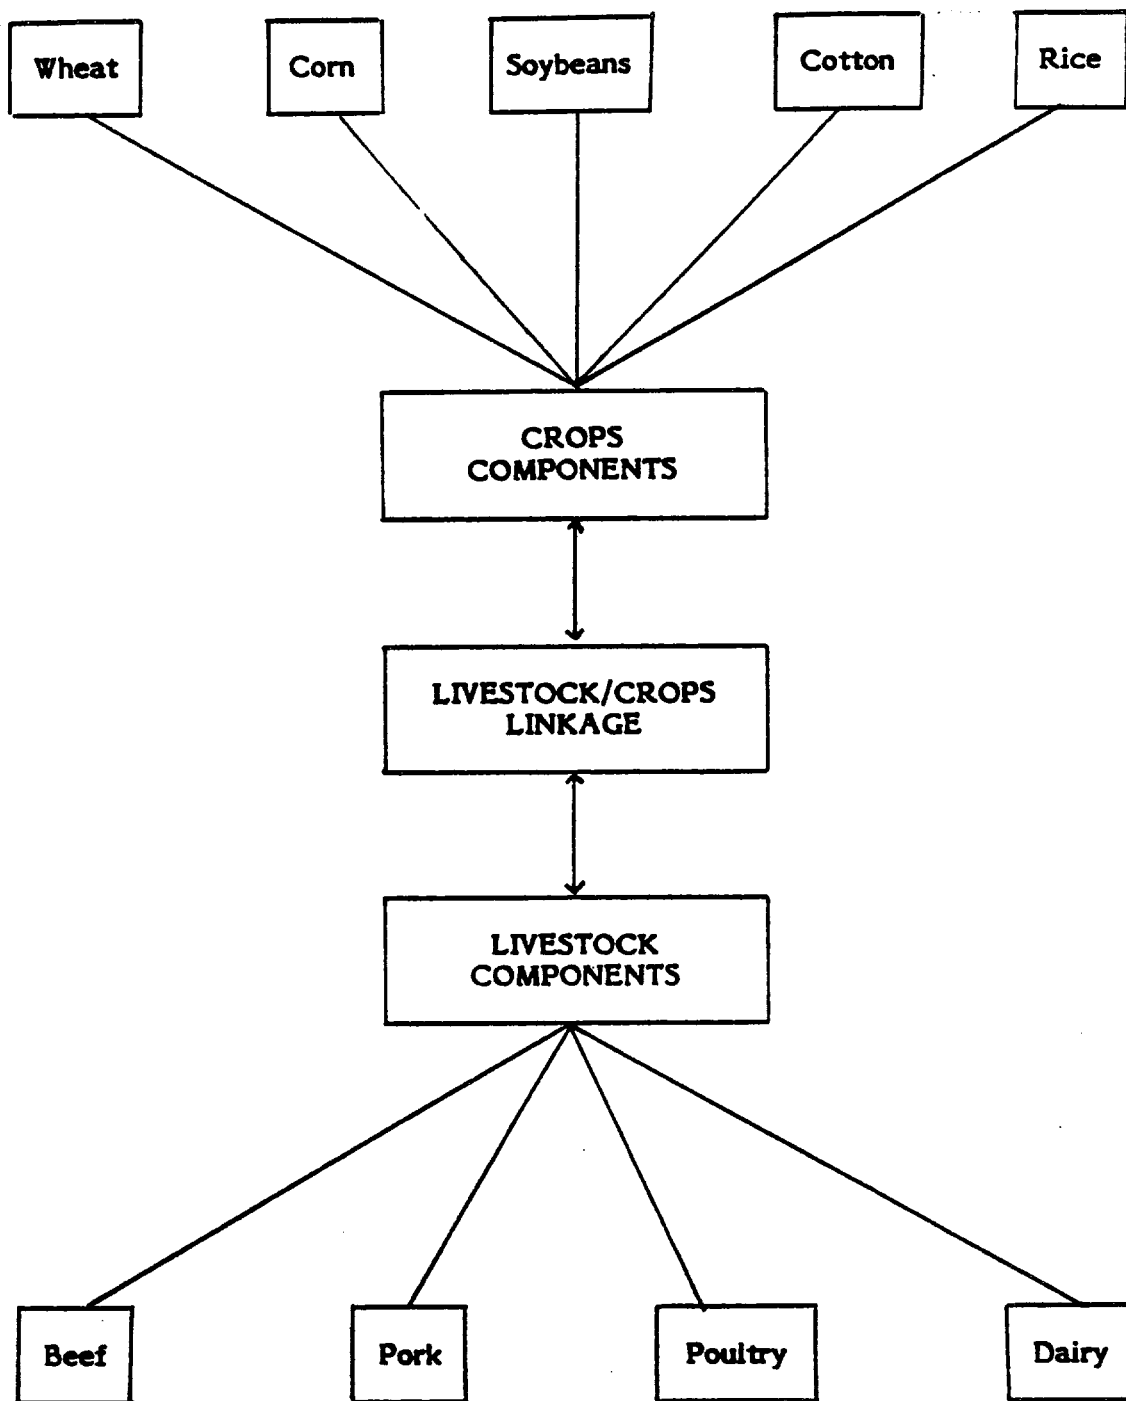 Wheat
Corn
Soybeans
Cotton
Rice
CROPS
COMPONENTS
LIVESTOCK/CROPS
LINKAGE
LIVESTOCK
COMPONENTS
Beef
Pork
Poultry
Dairy